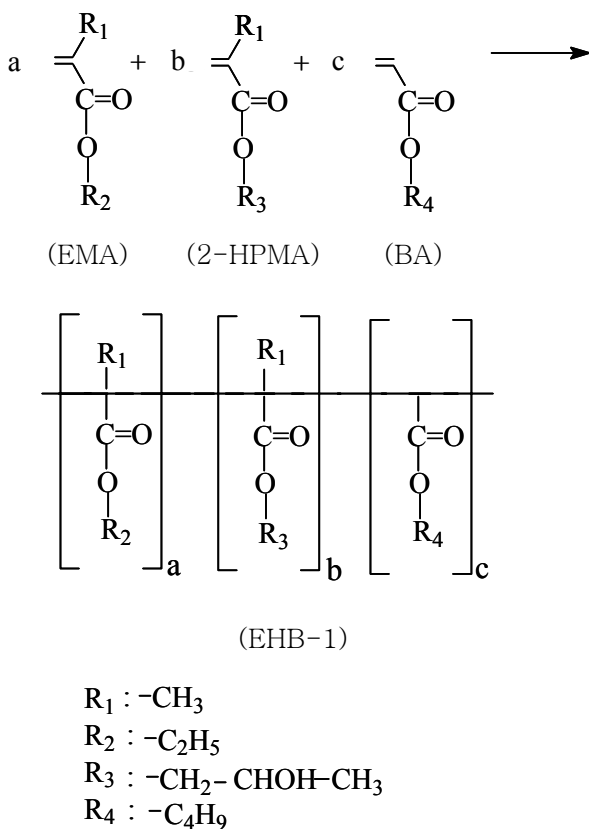 R₁ R₁
a + b + c
C=O C=O C=O
O O O
R₂ R₃ R₄
(EMA) (2-HPMA) (BA)
R₁ R₁
C=O C=O C=O
O O O
R₂ R₃ R₄
a b c
(EHB-1)
R₁ : -CH₃
R₂ : -C₂H₅
R₃ : -CH₂-CHOH-CH₃
R₄ : -C₄H₉